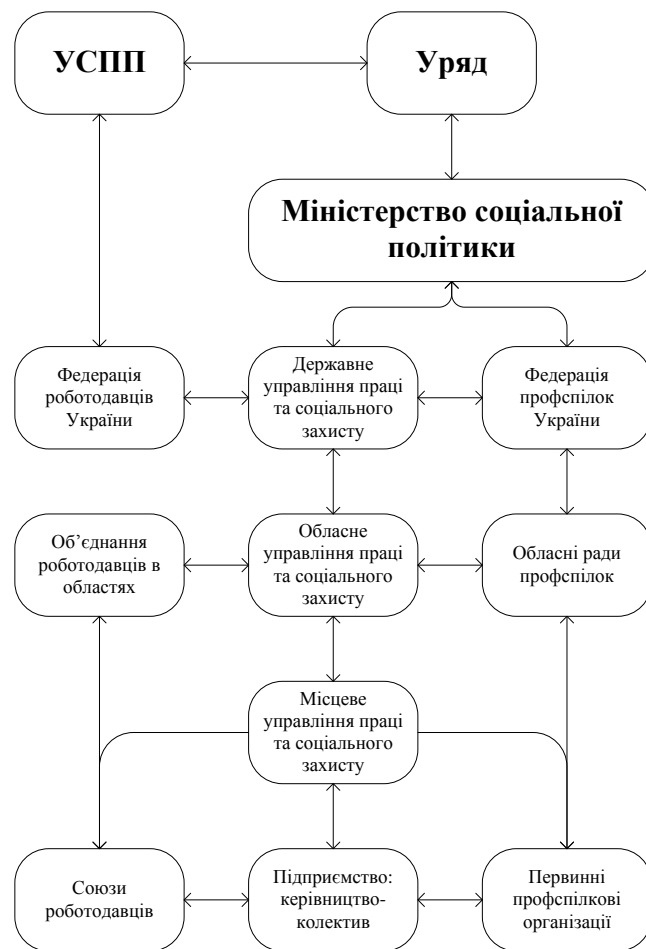 УСПП
Уряд
Міністерство соціальної
політики
Федерація
роботодавців
України
Державне
управління праці
та соціального
захисту
Федерація
профспілок
України
Об’єднання
роботодавців в
областях
Обласне
управління праці
та соціального
захисту
Обласні ради
профспілок
Місцеве
управління праці
та соціального
захисту
Союзи
роботодавців
Підприємство:
керівництво-
колектив
Первинні
профспілкові
організації